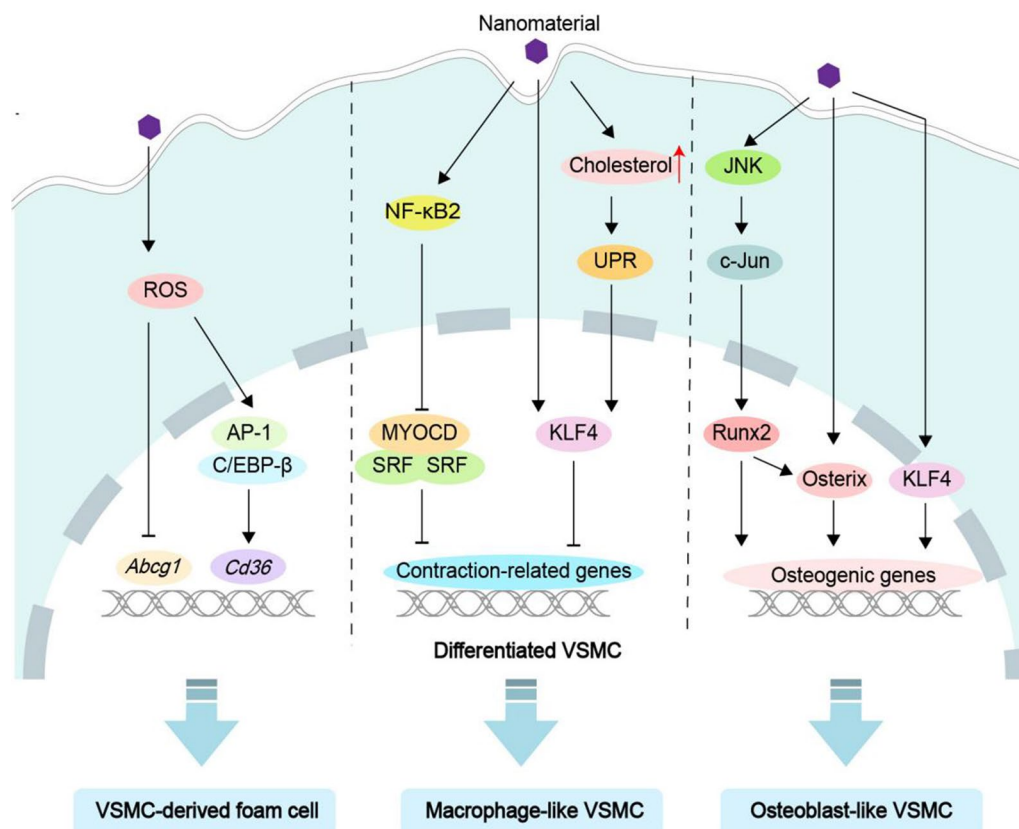 Nanomaterial
Cholesterol
JNK
NF-κB2
UPR
c-Jun
ROS
AP-1
C/EBP-β
MYOCD
SRF SRF
KLF4
Runx2
Osterix
KLF4
Abcg1
Cd36
Contraction-related genes
Osteogenic genes
Differentiated VSMC
VSMC-derived foam cell
Macrophage-like VSMC
Osteoblast-like VSMC